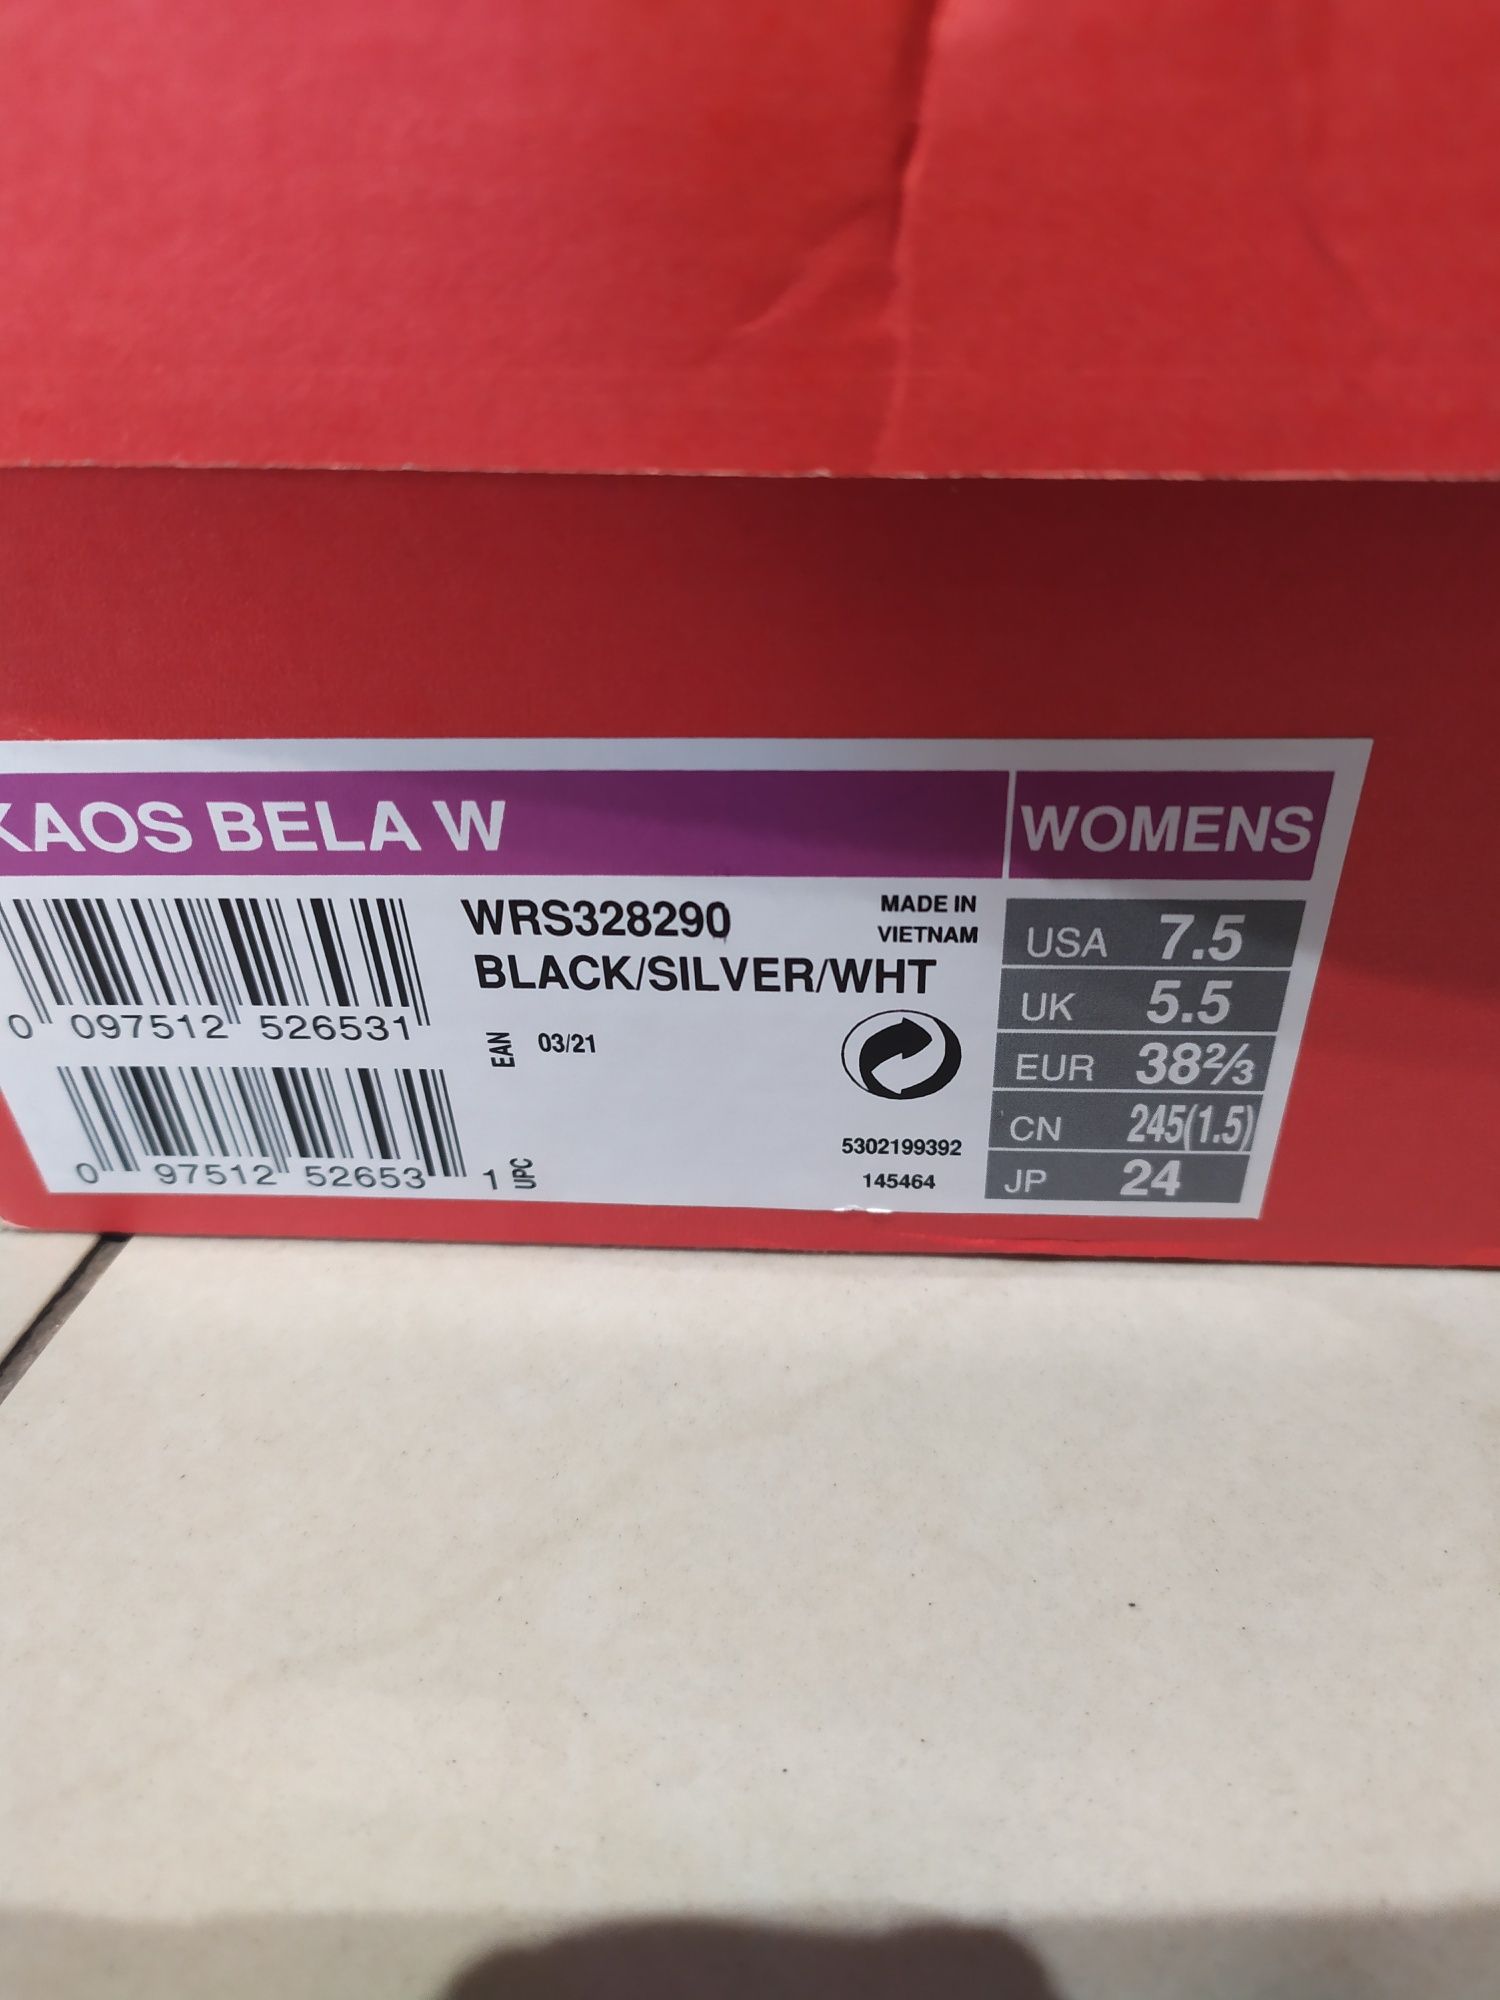 KAOS BELA W
WOMENS
WRS328290
BLACK/SILVER/WHT
MADE IN
VIETNAM
0 097512 526531
EAN 03/21
0 97512 52653 1 UPC
5302199392
145464
USA 7.5
UK 5.5
EUR 38⅔
CN 245(1.5)
JP 24